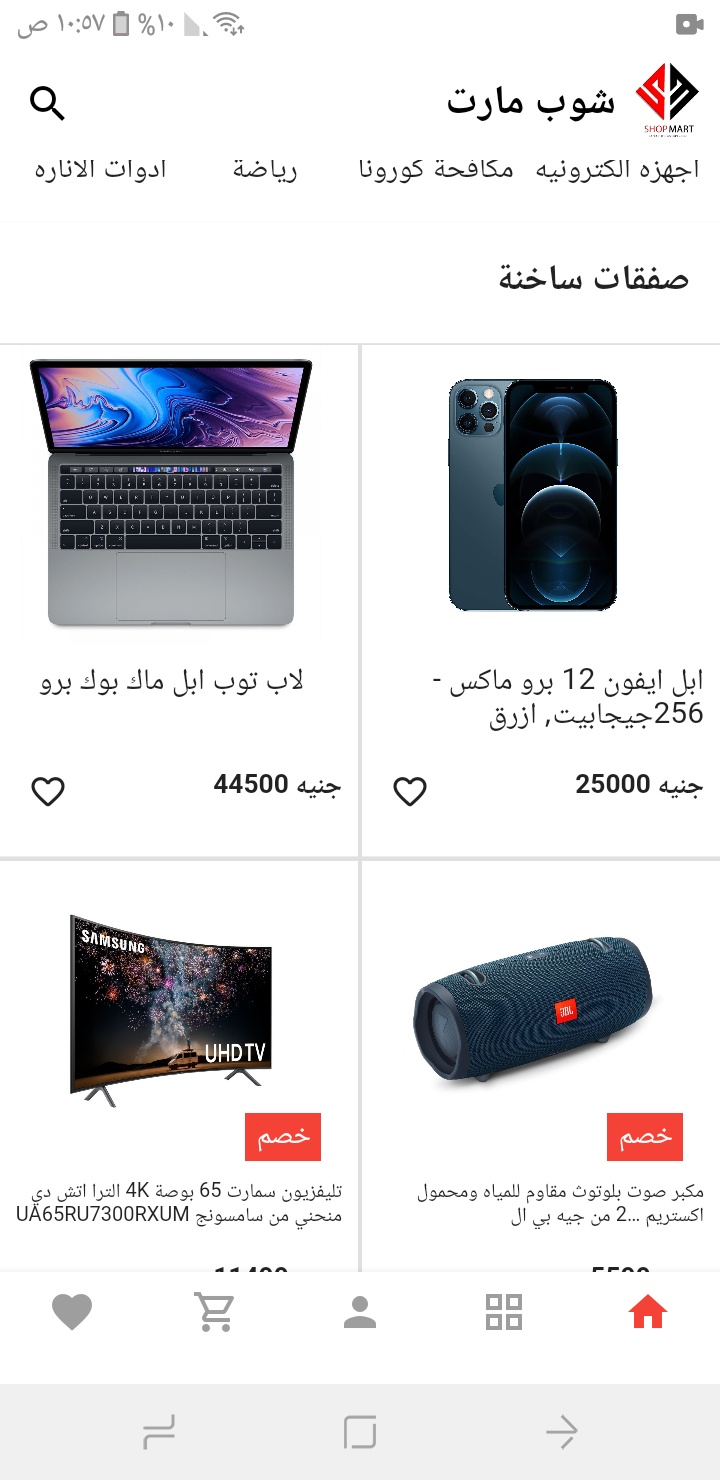 ١٠:٥٧ ص
%١٠
شوب مارت
SHOP MART
اجهزه الكترونيه
مكافحة كورونا
رياضة
ادوات الاناره
صفقات ساخنة
ابل ايفون 12 برو ماكس -
256جيجابيت, ازرق
جنيه 25000
لاب توب ابل ماك بوك برو
جنيه 44500
JBL
خصم
مكبر صوت بلوتوث مقاوم للمياه ومحمول
اكستريم 2... من جيه بي ال
SAMSUNG
UHD TV
خصم
تليفزيون سمارت 65 بوصة 4K الترا اتش دي
منحني من سامسونج UA65RU7300RXUM